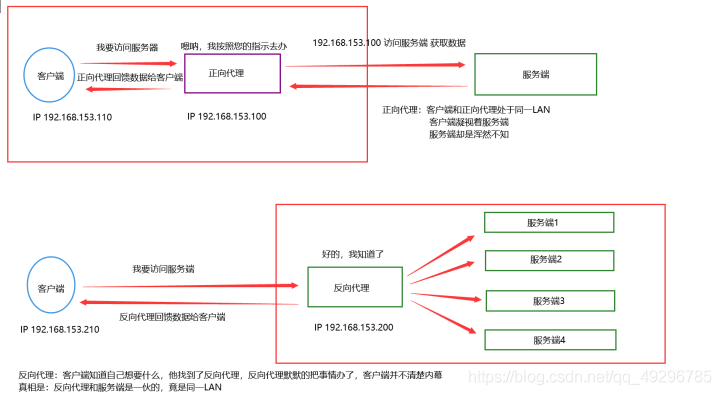 我要访问服务器
嗯呐，我按照您的指示去办
192.168.153.100 访问服务端 获取数据
客户端
正向代理回馈数据给客户端
正向代理
服务端
IP 192.168.153.110
IP 192.168.153.100
正向代理：客户端和正向代理处于同一LAN
客户端凝视着服务端
服务端却是浑然不知
服务端1
好的，我知道了
服务端2
我要访问服务端
客户端
反向代理
服务端3
反向代理回馈数据给客户端
IP 192.168.153.210
IP 192.168.153.200
服务端4
反向代理：客户端知道自己想要什么，他找到了反向代理，反向代理默默的把事情办了，客户端并不清楚内幕
真相是：反向代理和服务端是一伙的，竟是同一LAN
https://blog.csdn.net/qq_49296785